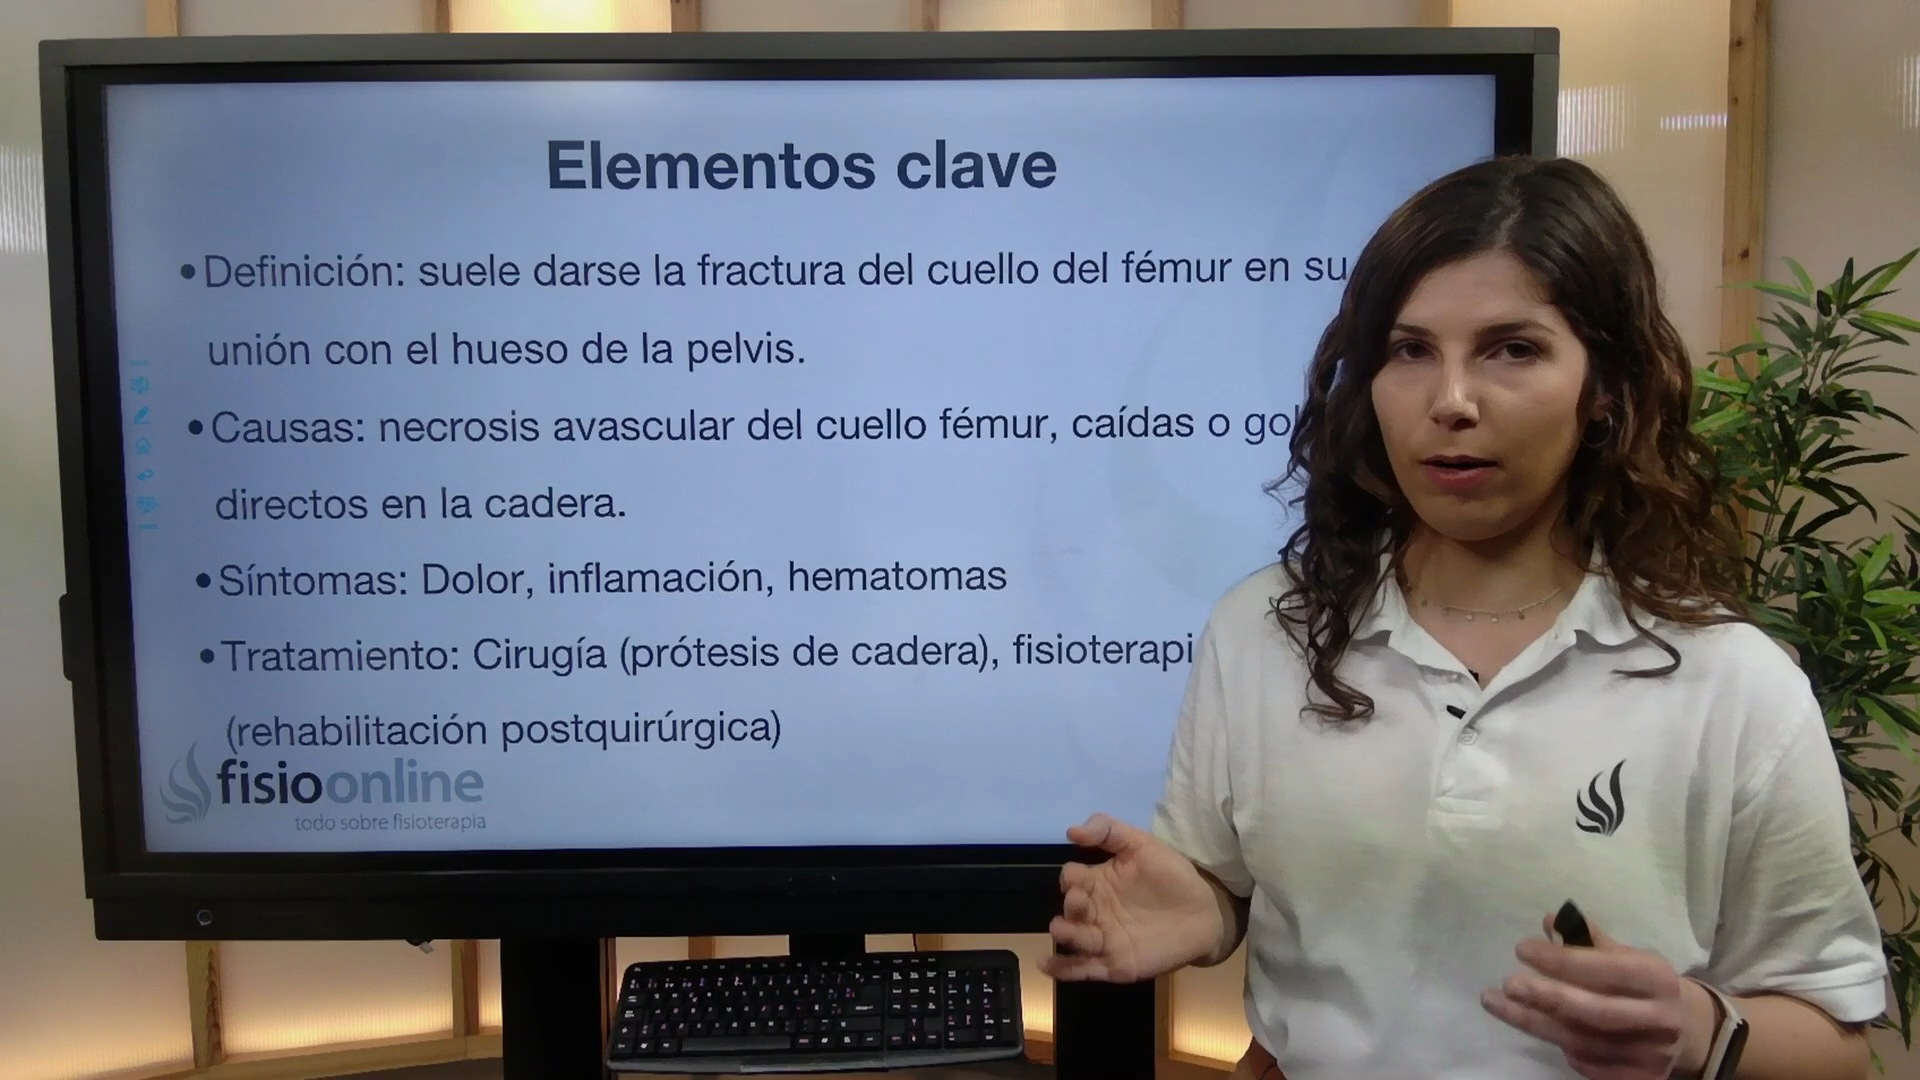 Elementos clave
•Definición: suele darse la fractura del cuello del fémur en su
unión con el hueso de la pelvis.
•Causas: necrosis avascular del cuello fémur, caídas o
directos en la cadera.
•Síntomas: Dolor, inflamación, hematomas
•Tratamiento: Cirugía (prótesis de cadera), fisioterapi
(rehabilitación postquirúrgica)
fisioonline
todo sobre fisioterapia